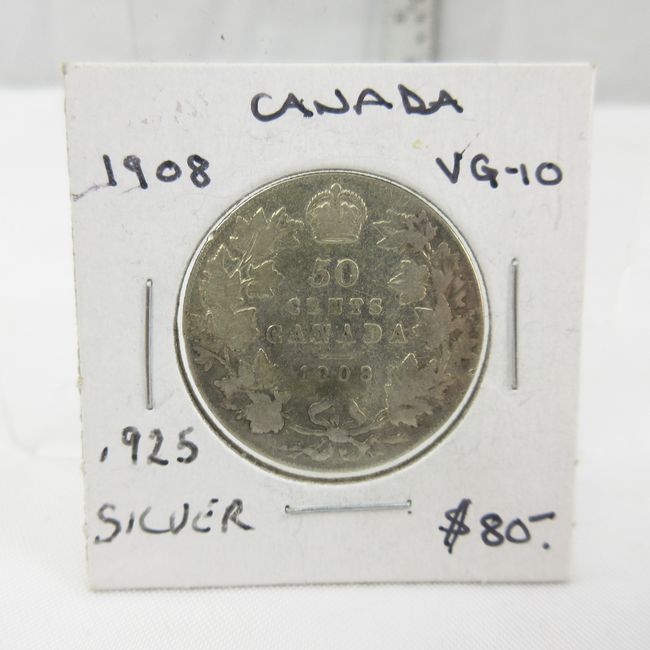 CANADA
1908 VG-10
50
CENTS
CANADA
1908
.925
SILVER $80-.